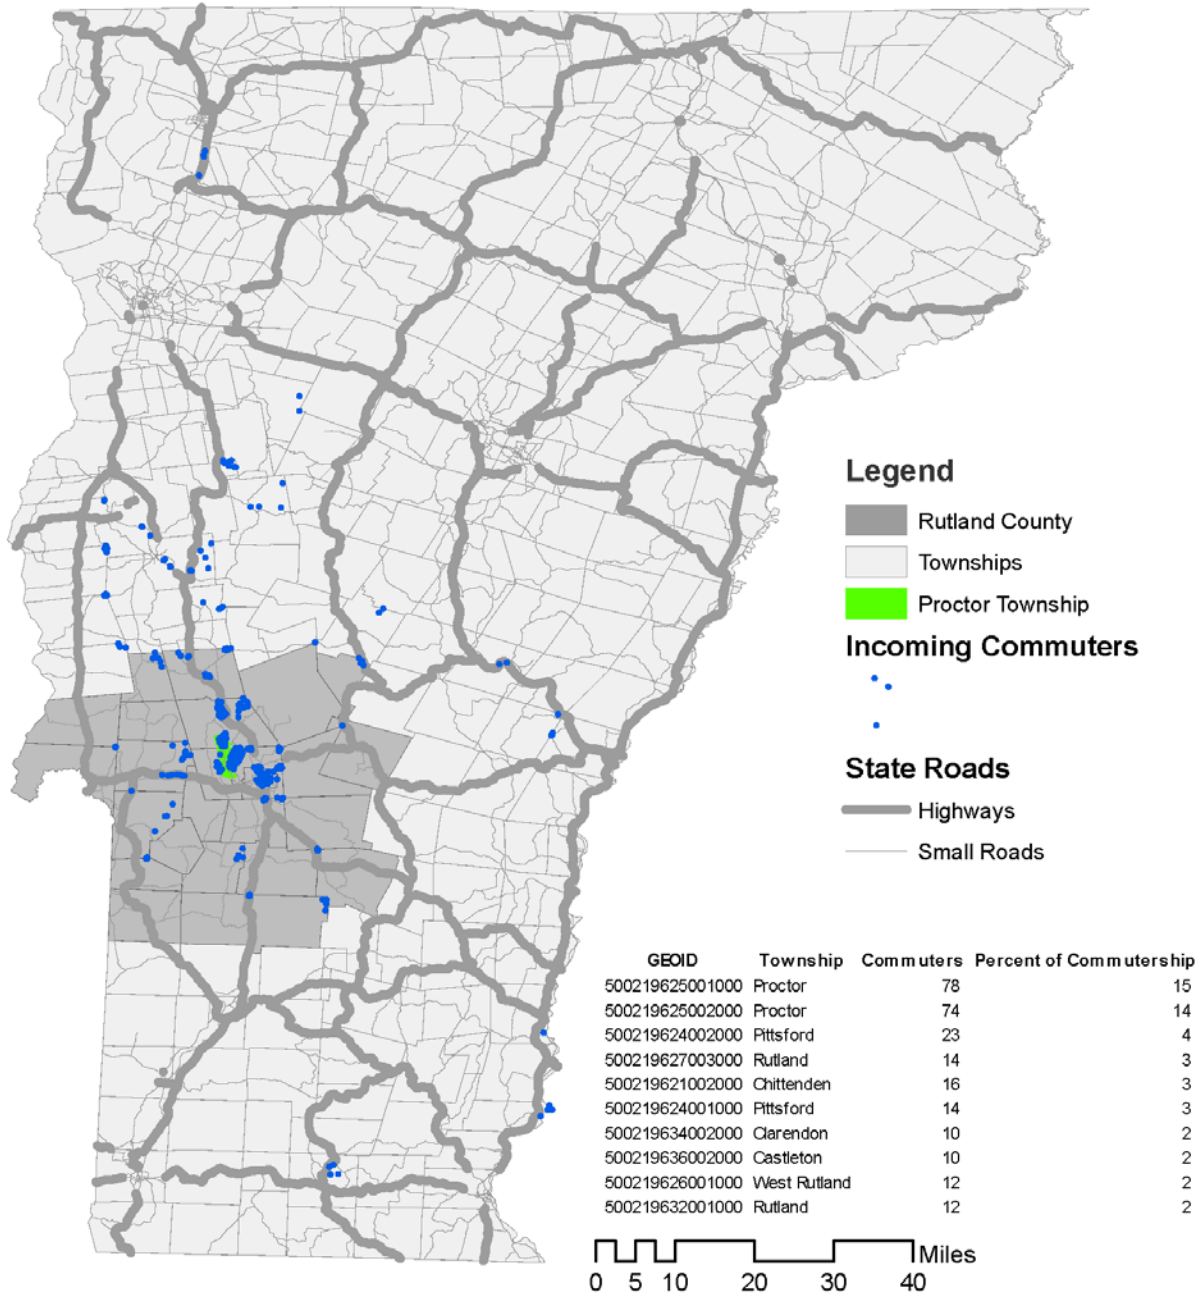 Legend
Rutland County
Townships
Proctor Township
Incoming Commuters
State Roads
Highways
Small Roads
GEOID Township Commuters Percent of Commutership
500219625001000 Proctor 78 15
500219625002000 Proctor 74 14
500219624002000 Pittsford 23 4
500219627003000 Rutland 14 3
500219621002000 Chittenden 16 3
500219624001000 Pittsford 14 3
500219634002000 Clarendon 10 2
500219636002000 Castleton 10 2
500219626001000 West Rutland 12 2
500219632001000 Rutland 12 2
Miles
0 5 10 20 30 40